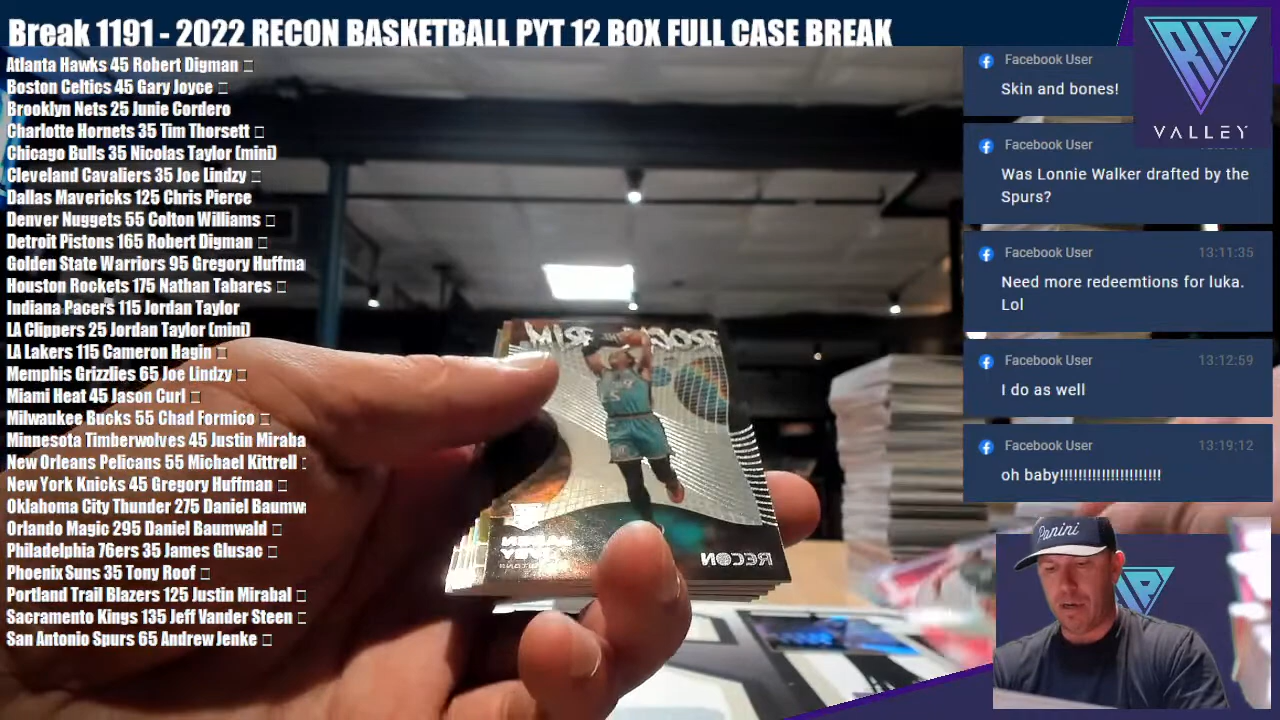 Break 1191 - 2022 RECON BASKETBALL PYT 12 BOX FULL CASE BREAK
Atlanta Hawks 45 Robert Digman
Boston Celtics 45 Gary Joyce
Brooklyn Nets 25 Junie Cordero
Charlotte Hornets 35 Tim Thorsett
Chicago Bulls 35 Nicolas Taylor (mini)
Cleveland Cavaliers 35 Joe Lindzy
Dallas Mavericks 125 Chris Pierce
Denver Nuggets 55 Colton Williams
Detroit Pistons 165 Robert Digman
Golden State Warriors 95 Gregory Huffma
Houston Rockets 175 Nathan Tabares
Indiana Pacers 115 Jordan Taylor
LA Clippers 25 Jordan Taylor (mini)
LA Lakers 115 Cameron Hagin
Memphis Grizzlies 65 Joe Lindzy
Miami Heat 45 Jason Curl
Milwaukee Bucks 55 Chad Formico
Minnesota Timberwolves 45 Justin Miraba
New Orleans Pelicans 55 Michael Kittrell
New York Knicks 45 Gregory Huffman
Oklahoma City Thunder 275 Daniel Baumw
Orlando Magic 295 Daniel Baumwald
Philadelphia 76ers 35 James Glusac
Phoenix Suns 35 Tony Roof
Portland Trail Blazers 125 Justin Mirabal
Sacramento Kings 135 Jeff Vander Steen
San Antonio Spurs 65 Andrew Jenke
RIM
RECON
Facebook User
Skin and bones!
Facebook User
Was Lonnie Walker drafted by the
Spurs?
Facebook User 13:11:35
Need more redeemtions for luka.
Lol
Facebook User 13:12:59
I do as well
Facebook User 13:19:12
oh baby!!!!!!!!!!!!!!!!!!!!!!
RIP
VALLEY
Panini